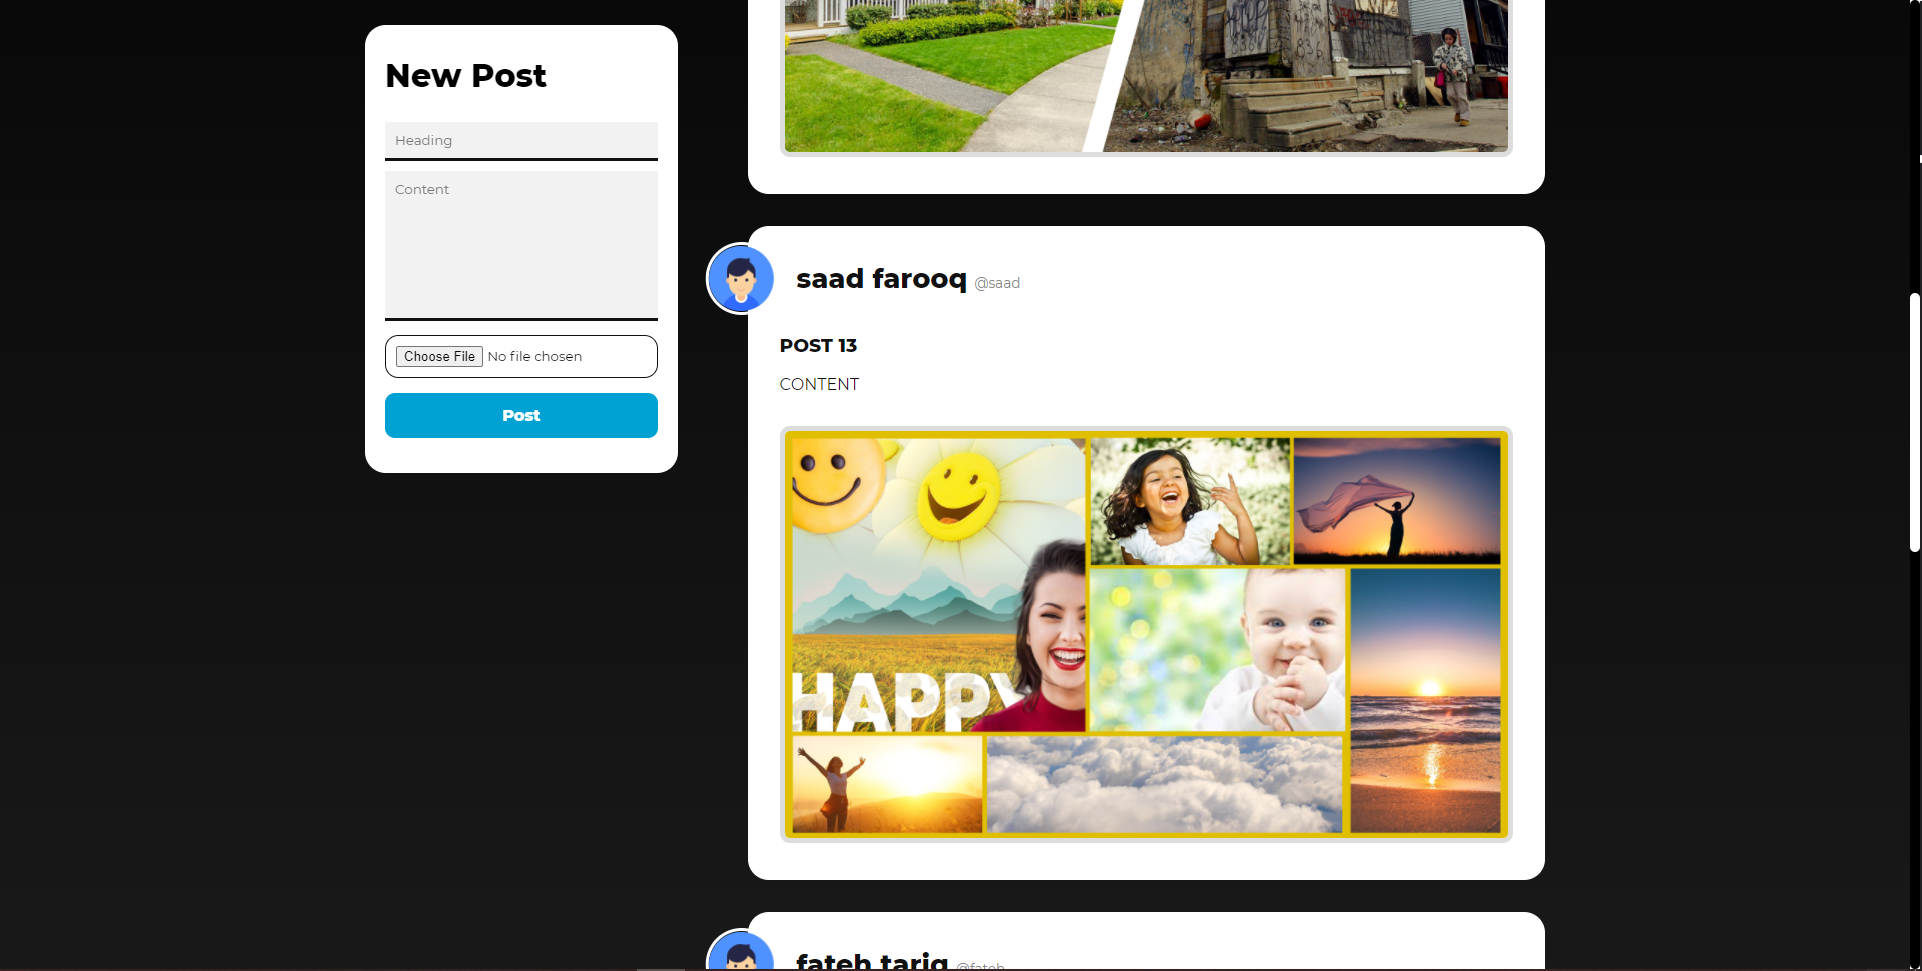 New Post
Heading
Content
Choose File No file chosen
Post
saad farooq @saad
POST 13
CONTENT
HAPPY
fateh tariq @fateh